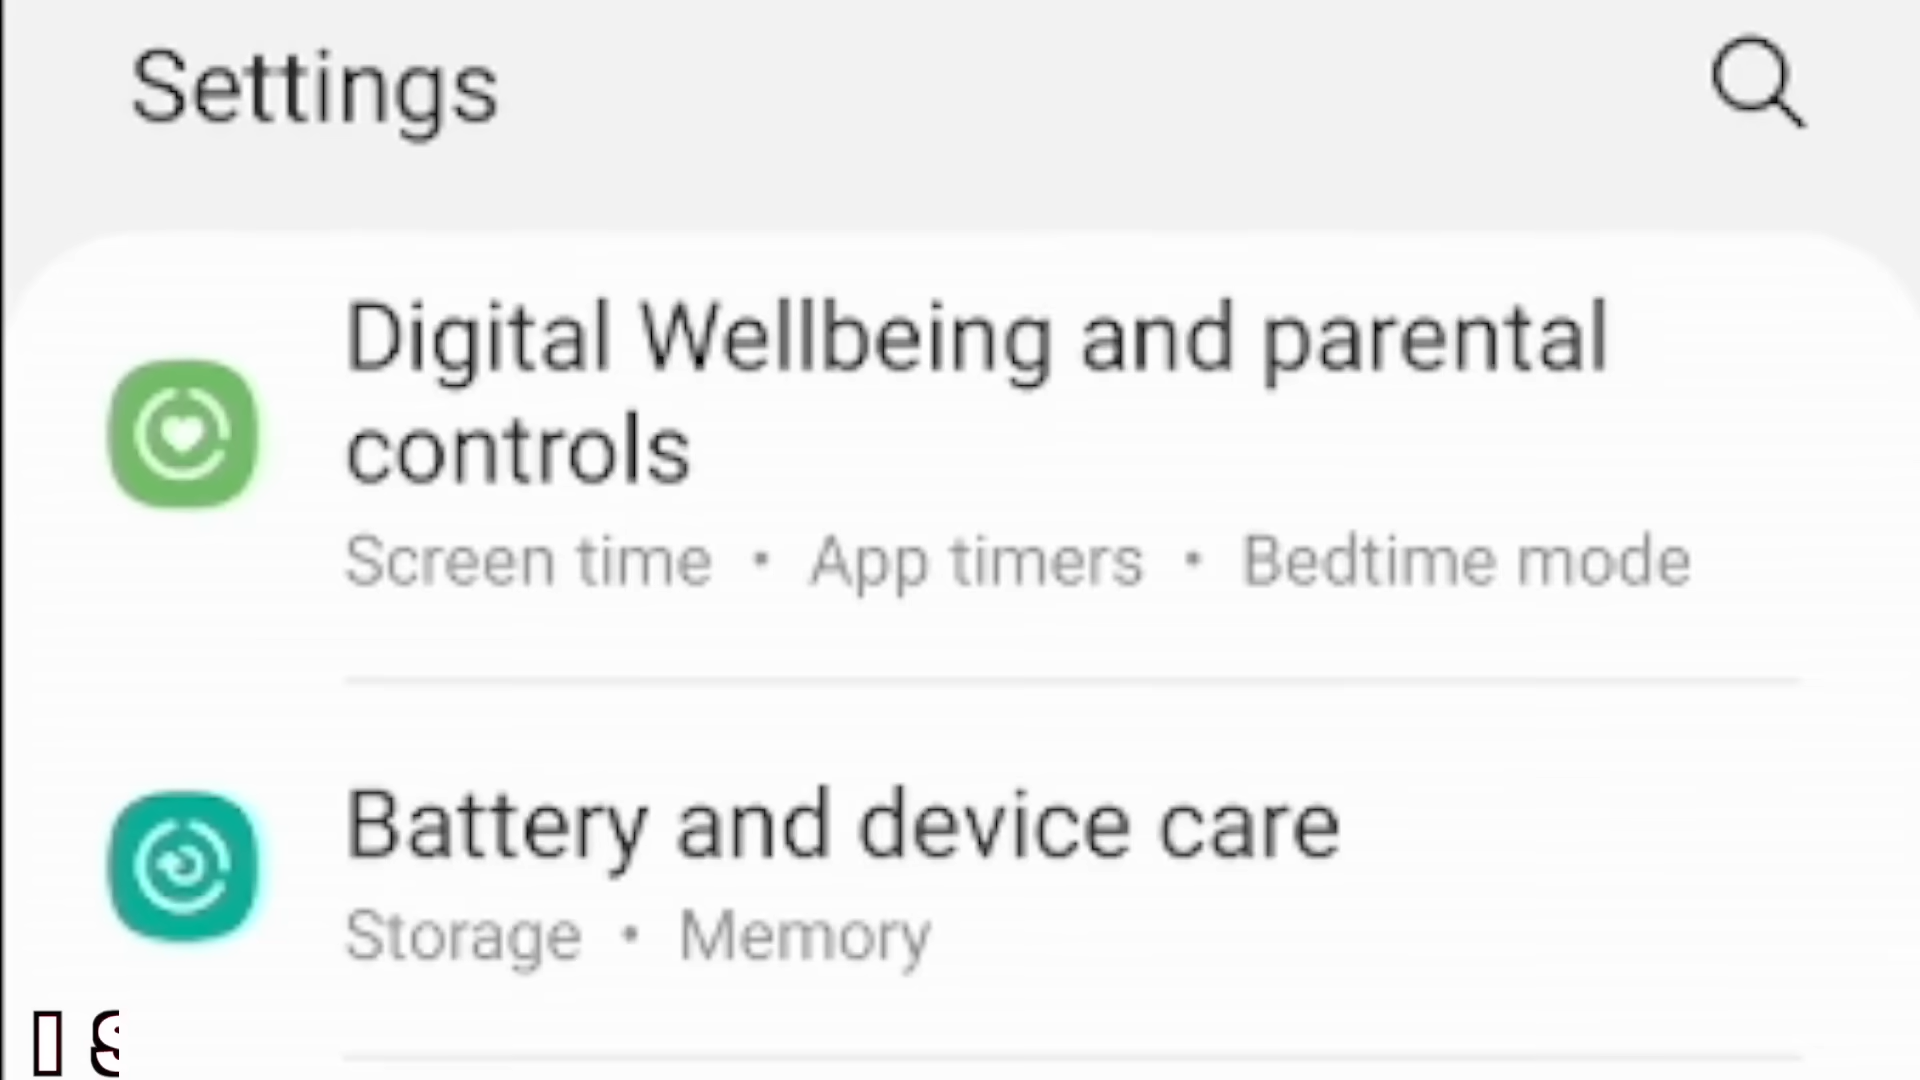 Settings
Digital Wellbeing and parental
controls
Screen time • App timers • Bedtime mode
Battery and device care
Storage • Memory